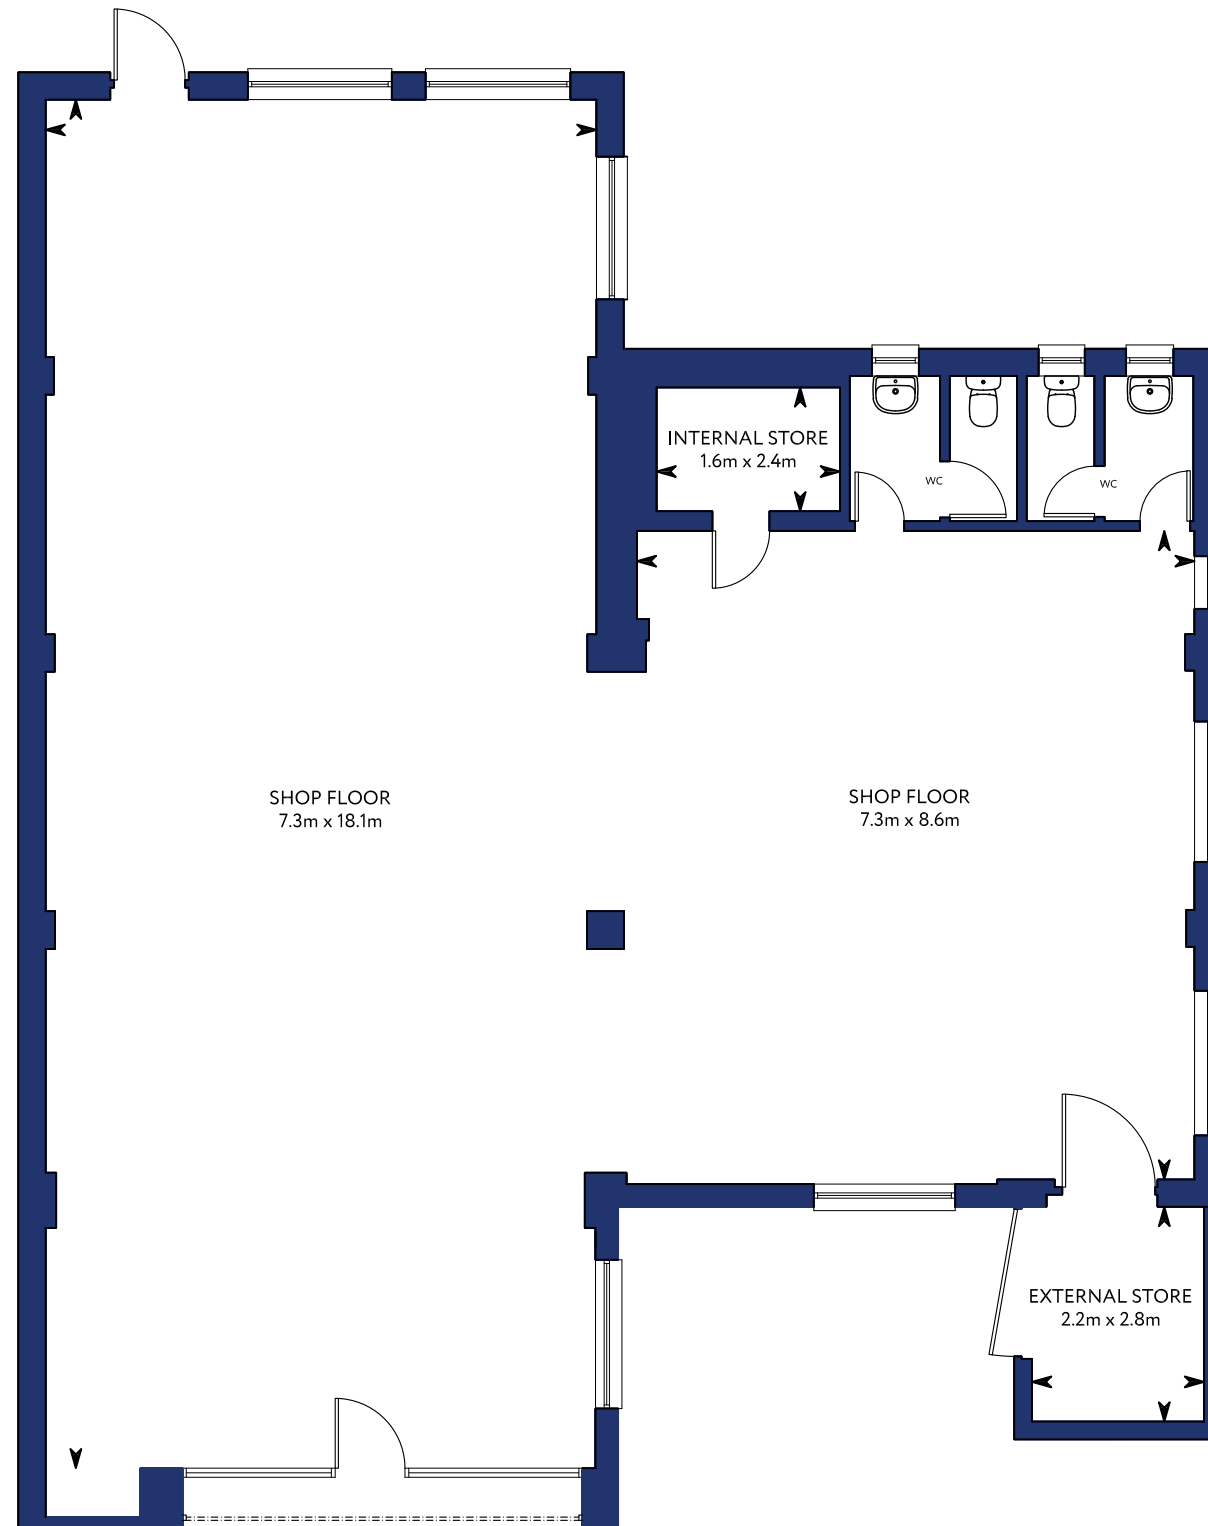 INTERNAL STORE
1.6m x 2.4m
WC
WC
SHOP FLOOR
7.3m x 18.1m
SHOP FLOOR
7.3m x 8.6m
EXTERNAL STORE
2.2m x 2.8m